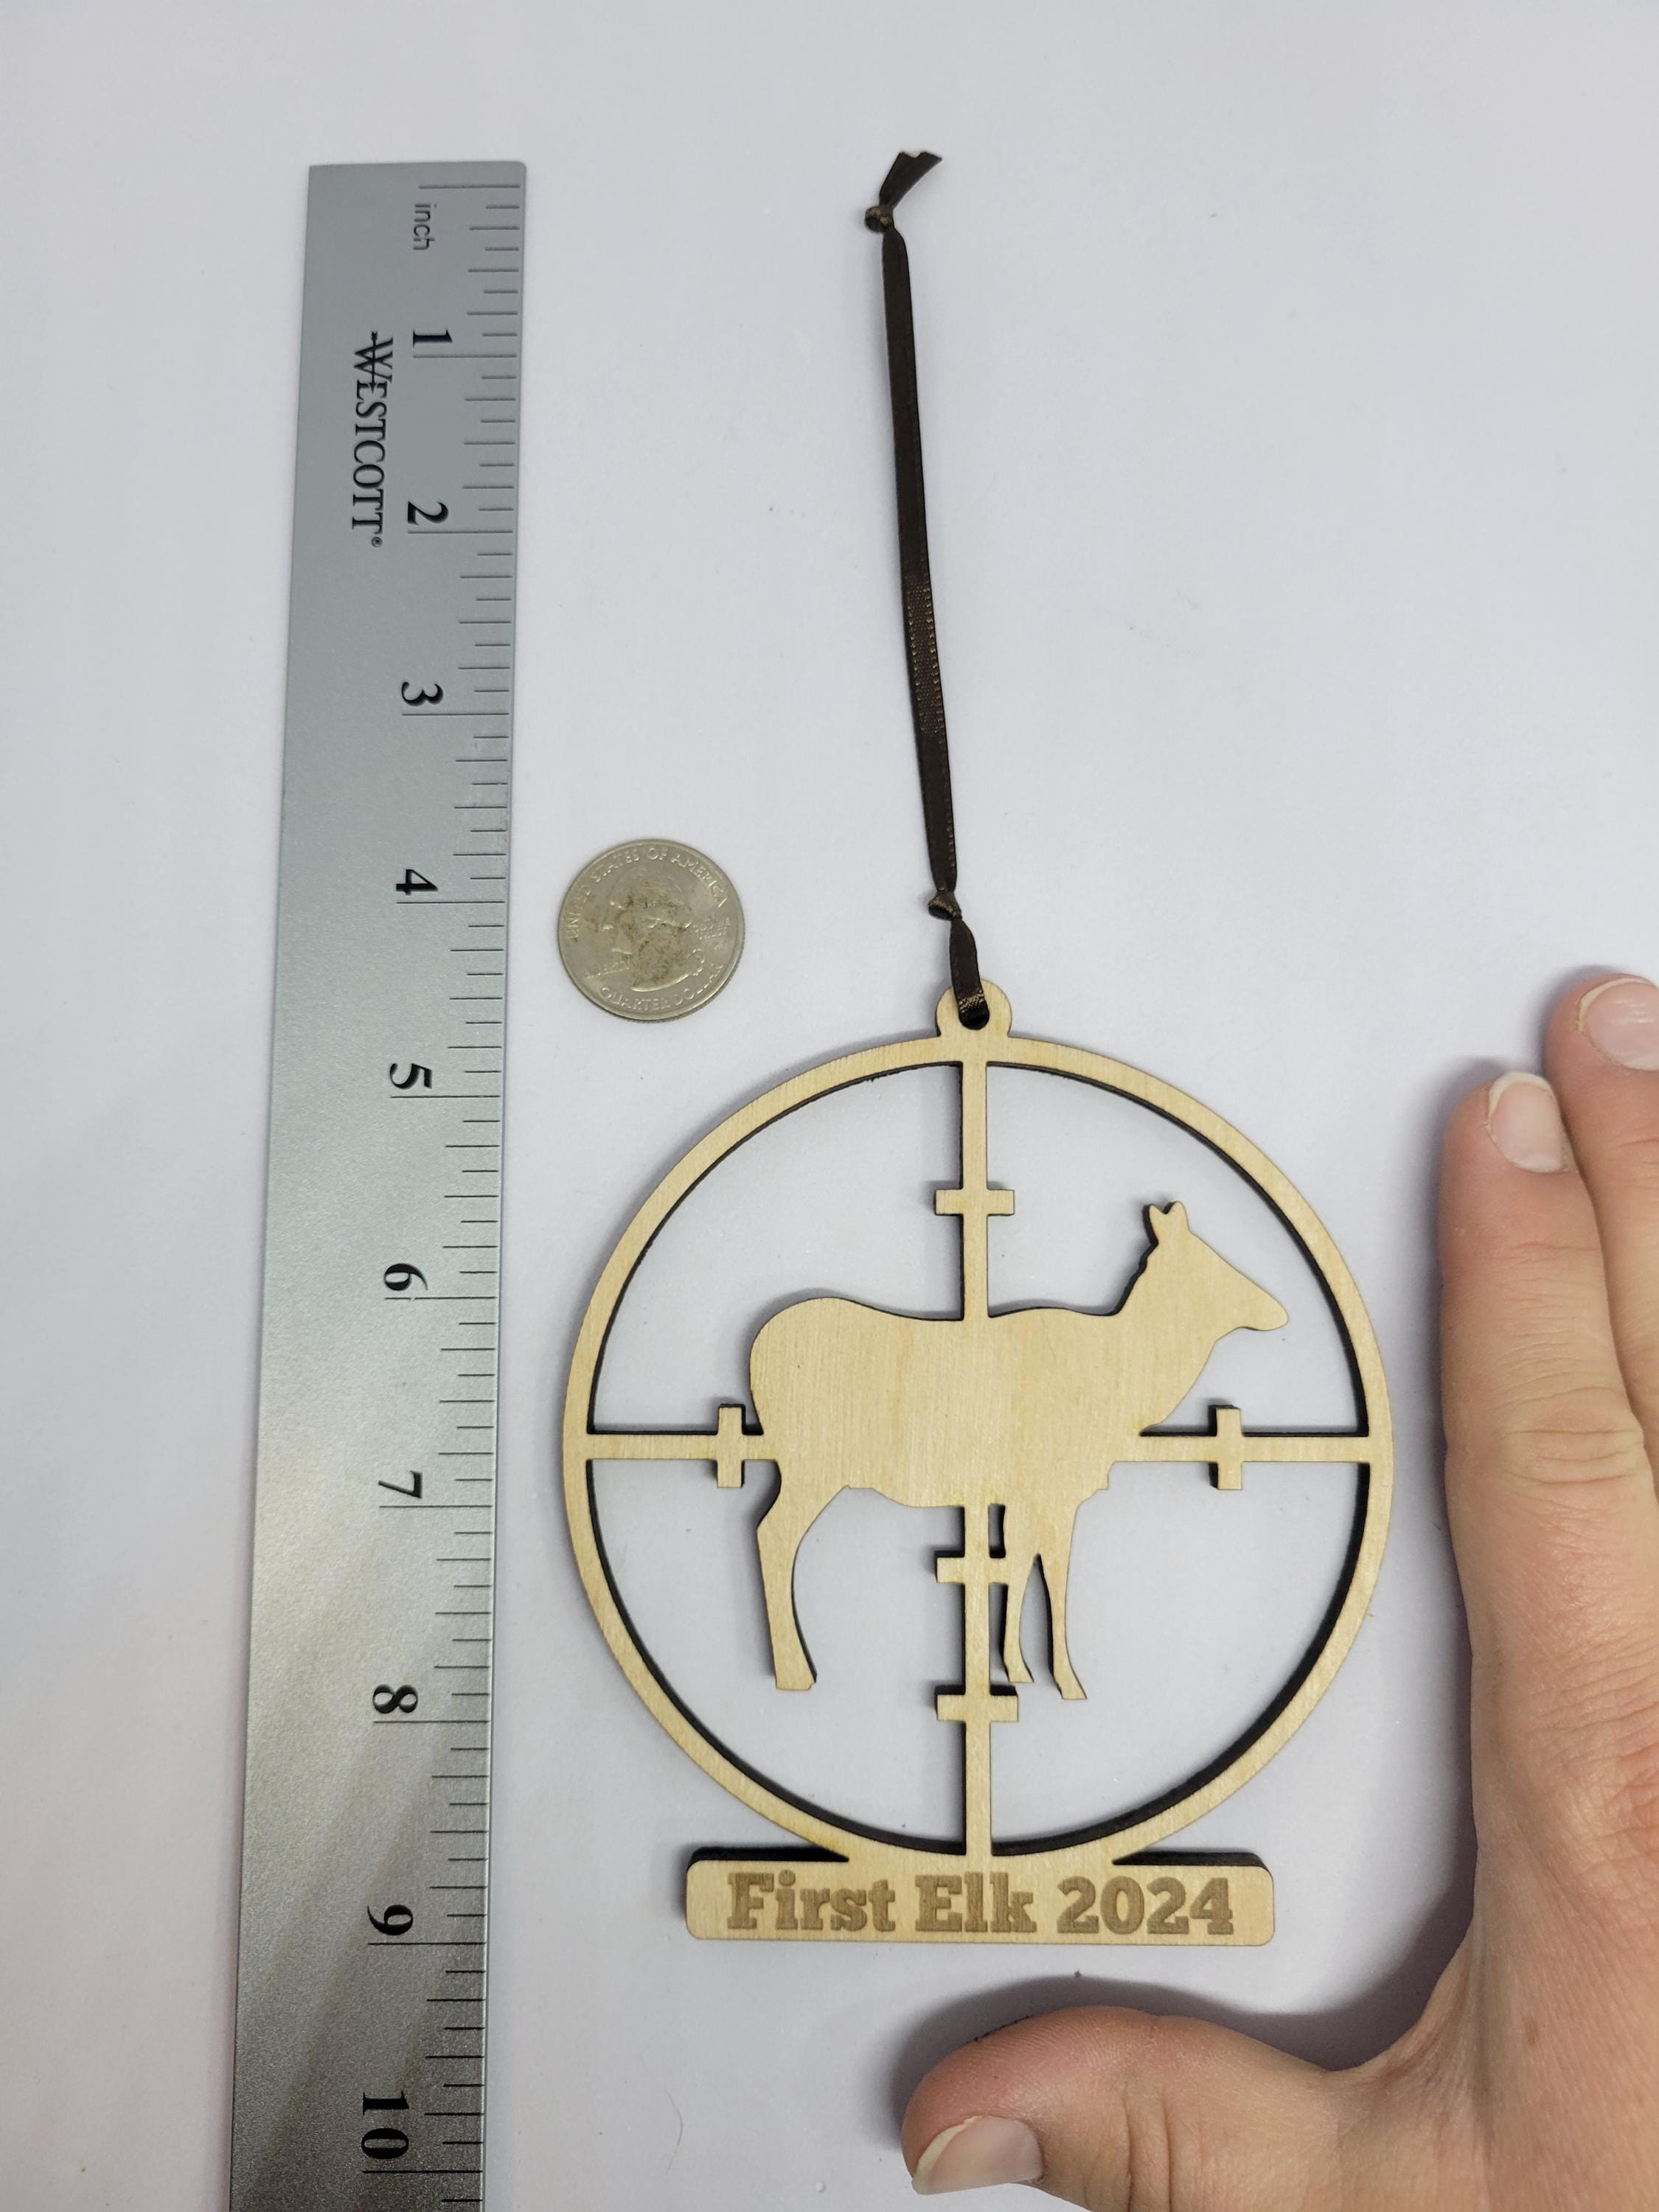 inch
WESTCOTT®
1
2
3
4
5
6
7
8
9
10
UNITED STATES OF AMERICA
QUARTER DOLLAR
First Elk 2024